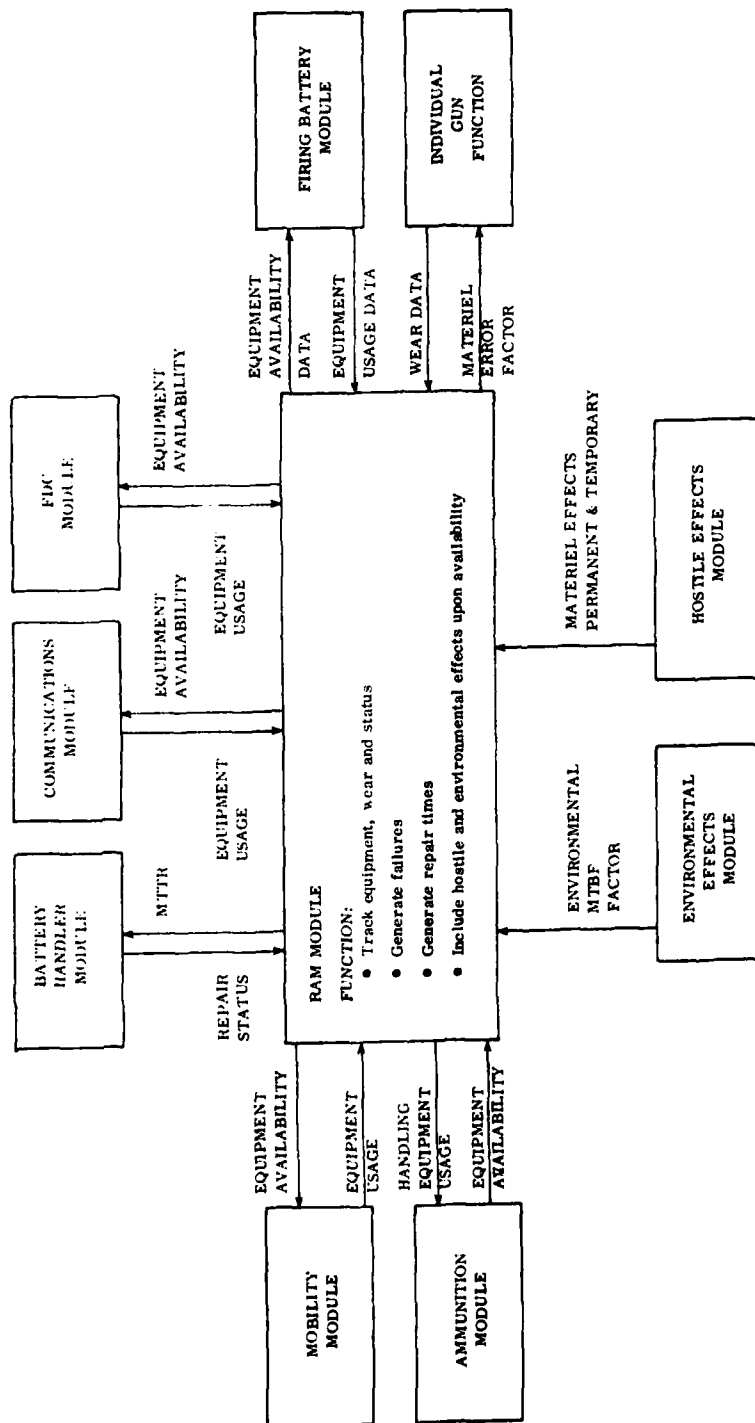 BATTERY
HANDLER
MODULE
COMMUNICATIONS
MODULE
FDC
MODULE
REPAIR
STATUS
MTTR
EQUIPMENT
USAGE
EQUIPMENT
AVAILABILITY
EQUIPMENT
USAGE
EQUIPMENT
AVAILABILITY
MOBILITY
MODULE
EQUIPMENT
AVAILABILITY
EQUIPMENT
USAGE
AMMUNITION
MODULE
HANDLING
EQUIPMENT
USAGE
EQUIPMENT
AVAILABILITY
RAM MODULE
FUNCTION:
• Track equipment, wear and status
• Generate failures
• Generate repair times
• Include hostile and environmental effects upon availability
EQUIPMENT
AVAILABILITY
DATA
EQUIPMENT
USAGE DATA
FIRING BATTERY
MODULE
WEAR DATA
MATERIEL
ERROR
FACTOR
INDIVIDUAL
GUN
FUNCTION
ENVIRONMENTAL
MTBF
FACTOR
MATERIEL EFFECTS
PERMANENT & TEMPORARY
ENVIRONMENTAL
EFFECTS
MODULE
HOSTILE EFFECTS
MODULE